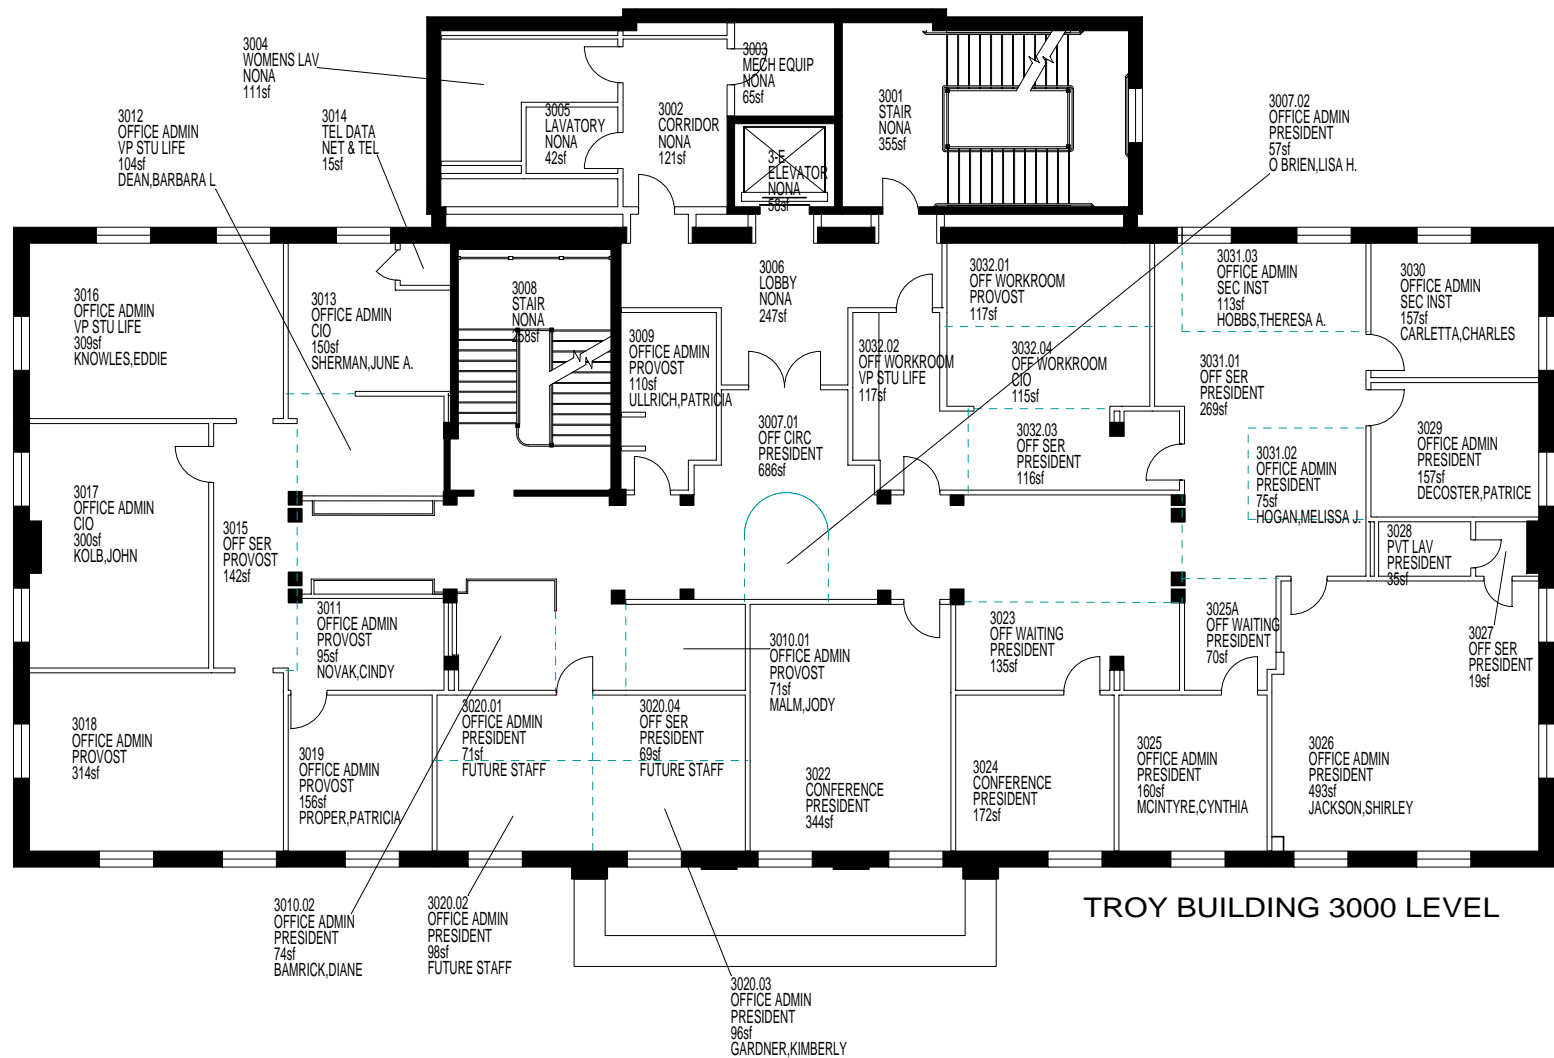 3004
WOMENS LAV
NONA
111sf
3003
MECH EQUIP
NONA
65sf
3012
OFFICE ADMIN
VP STU LIFE
104sf
DEAN,BARBARA L
3014
TEL DATA
NET & TEL
15sf
3005
LAVATORY
NONA
42sf
3002
CORRIDOR
NONA
121sf
3-E
ELEVATOR
NONA
58sf
3001
STAIR
NONA
355sf
3007.02
OFFICE ADMIN
PRESIDENT
57sf
O BRIEN,LISA H.
3016
OFFICE ADMIN
VP STU LIFE
309sf
KNOWLES,EDDIE
3013
OFFICE ADMIN
CIO
150sf
SHERMAN,JUNE A.
3008
STAIR
NONA
258sf
3009
OFFICE ADMIN
PROVOST
110sf
ULLRICH,PATRICIA
3006
LOBBY
NONA
247sf
3032.02
OFF WORKROOM
VP STU LIFE
117sf
3032.01
OFF WORKROOM
PROVOST
117sf
3032.04
OFF WORKROOM
CIO
115sf
3031.03
OFFICE ADMIN
SEC INST
113sf
HOBBS,THERESA A.
3030
OFFICE ADMIN
SEC INST
157sf
CARLETTA,CHARLES
3031.01
OFF SER
PRESIDENT
269sf
3007.01
OFF CIRC
PRESIDENT
686sf
3032.03
OFF SER
PRESIDENT
116sf
3031.02
OFFICE ADMIN
PRESIDENT
75sf
HOGAN,MELISSA J.
3029
OFFICE ADMIN
PRESIDENT
157sf
DECOSTER,PATRICE
3017
OFFICE ADMIN
CIO
300sf
KOLB,JOHN
3015
OFF SER
PROVOST
142sf
3028
PVT LAV
PRESIDENT
35sf
3011
OFFICE ADMIN
PROVOST
95sf
NOVAK,CINDY
3010.01
OFFICE ADMIN
PROVOST
71sf
MALM,JODY
3023
OFF WAITING
PRESIDENT
135sf
3025A
OFF WAITING
PRESIDENT
70sf
3027
OFF SER
PRESIDENT
19sf
3018
OFFICE ADMIN
PROVOST
314sf
3019
OFFICE ADMIN
PROVOST
156sf
PROPER,PATRICIA
3020.01
OFFICE ADMIN
PRESIDENT
71sf
FUTURE STAFF
3020.04
OFF SER
PRESIDENT
69sf
FUTURE STAFF
3022
CONFERENCE
PRESIDENT
344sf
3024
CONFERENCE
PRESIDENT
172sf
3025
OFFICE ADMIN
PRESIDENT
160sf
MCINTYRE,CYNTHIA
3026
OFFICE ADMIN
PRESIDENT
493sf
JACKSON,SHIRLEY
3010.02
OFFICE ADMIN
PRESIDENT
74sf
BAMRICK,DIANE
3020.02
OFFICE ADMIN
PRESIDENT
98sf
FUTURE STAFF
3020.03
OFFICE ADMIN
PRESIDENT
96sf
GARDNER,KIMBERLY
TROY BUILDING 3000 LEVEL